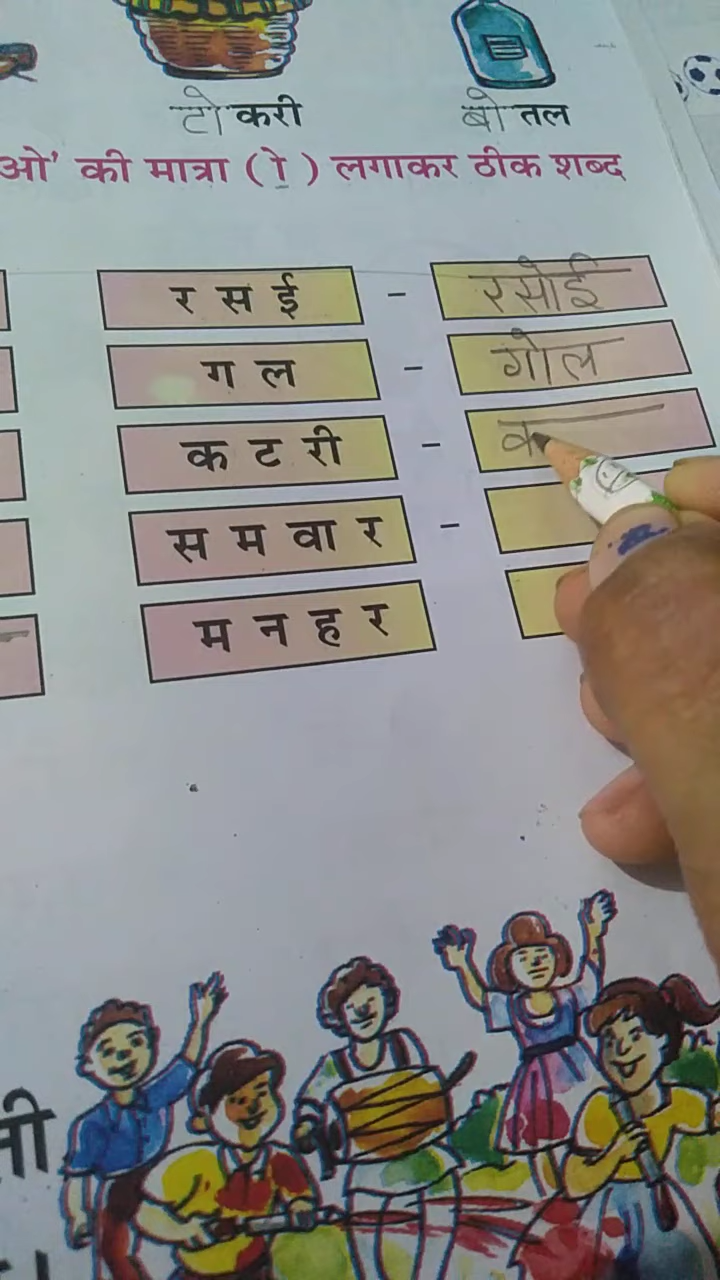 टोकरी बोतल
ओ' की मात्रा ( ो ) लगाकर ठीक शब्द
र स ई - रसोई
ग ल - गोल
क ट री - क
स म वार -
म न ह र